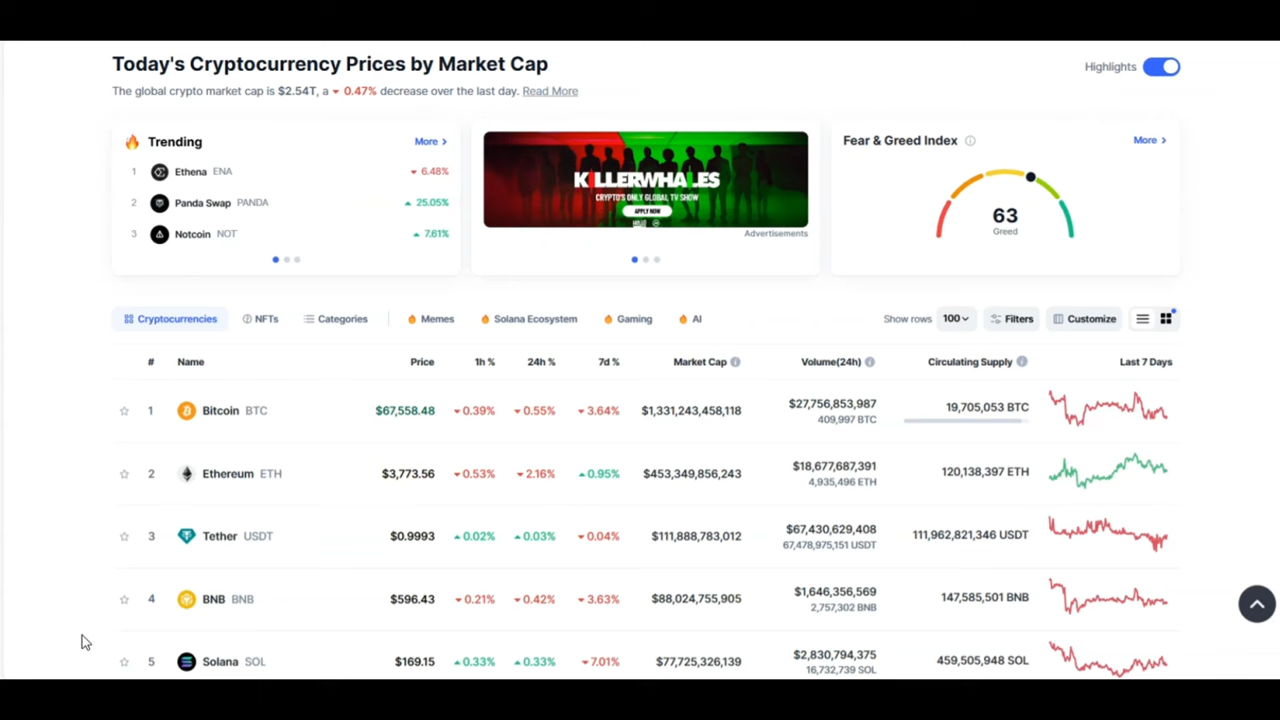 Today's Cryptocurrency Prices by Market Cap
Highlights
The global crypto market cap is $2.54T, a 0.47% decrease over the last day. Read More
Trending
More
1 Ethena ENA 6.48%
2 Panda Swap PANDA 25.05%
3 Notcoin NOT 7.61%
KILLERWHALES
CRYPTO'S ONLY GLOBAL TV SHOW
APPLY NOW
Advertisements
Fear & Greed Index
More
63
Greed
Cryptocurrencies NFTs Categories Memes Solana Ecosystem Gaming AI Show rows 100 Filters Customize
# Name Price 1h % 24h % 7d % Market Cap Volume(24h) Circulating Supply Last 7 Days
1 Bitcoin BTC $67,558.48 0.39% 0.55% 3.64% $1,331,243,458,118 $27,756,853,987 19,705,053 BTC
409,997 BTC
2 Ethereum ETH $3,773.56 0.53% 2.16% 0.95% $453,349,856,243 $18,677,687,391 120,138,397 ETH
4,935,496 ETH
3 Tether USDT $0.9993 0.02% 0.03% 0.04% $111,888,783,012 $67,430,629,408 111,962,821,346 USDT
67,478,975,151 USDT
4 BNB BNB $596.43 0.21% 0.42% 3.63% $88,024,755,905 $1,646,356,569 147,585,501 BNB
2,757,302 BNB
5 Solana SOL $169.15 0.33% 0.33% 7.01% $77,725,326,139 $2,830,794,375 459,505,948 SOL
16,732,739 SOL